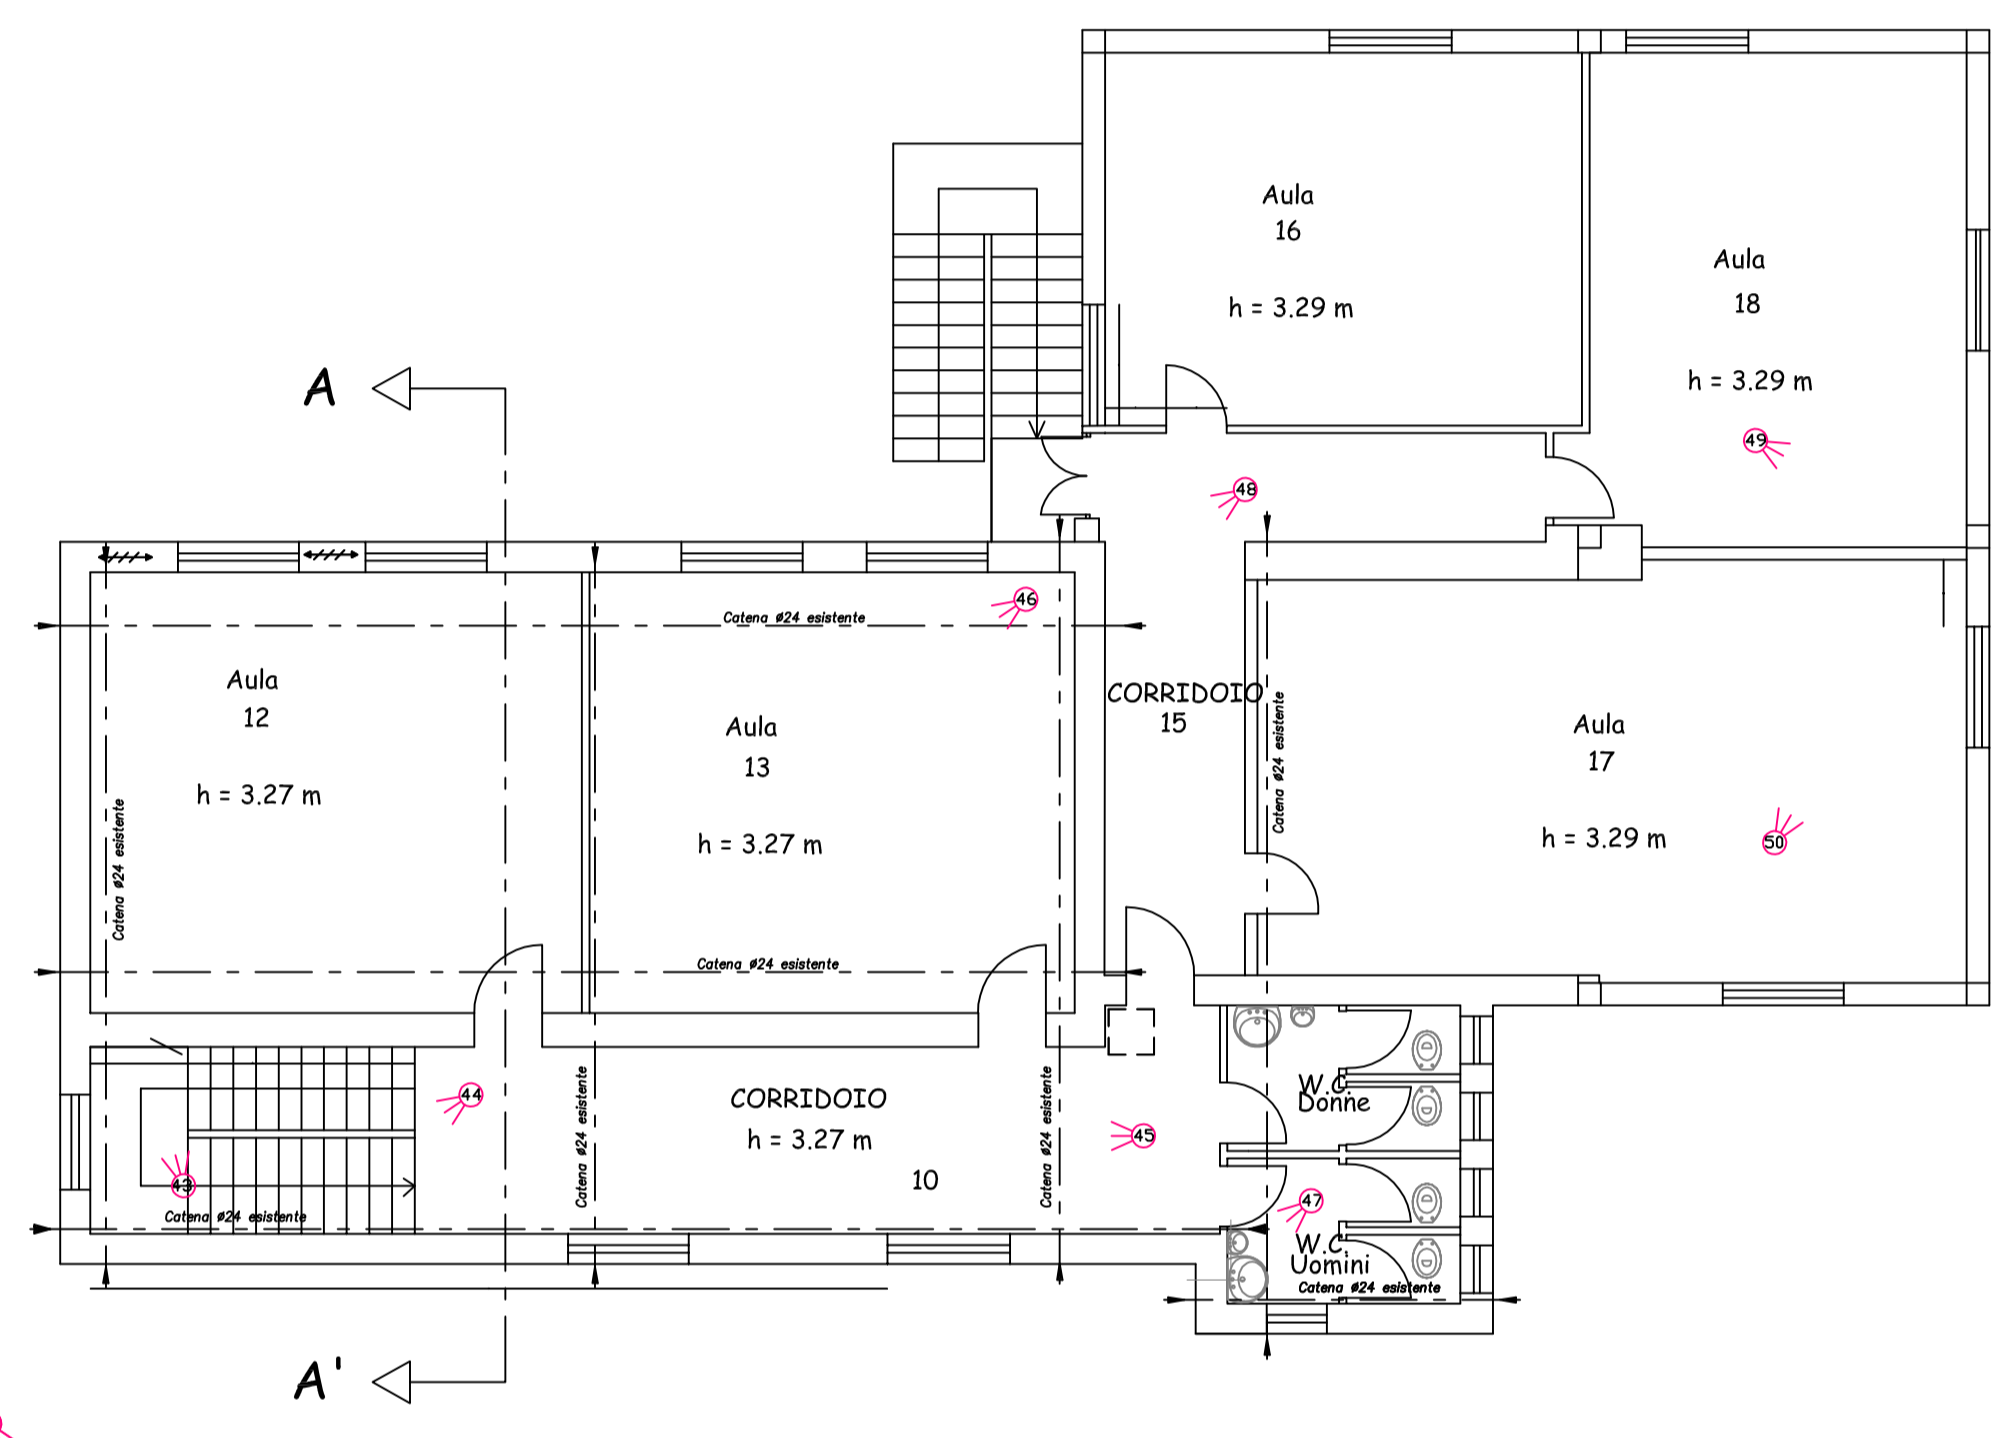 Aula
16
h = 3.29 m
Aula
18
h = 3.29 m
A
49
48
46
Catena ø24 esistente
Aula
12
h = 3.27 m
Aula
13
h = 3.27 m
CORRIDOIO
15
Catena ø24 esistente
Aula
17
h = 3.29 m
50
Catena ø24 esistente
Catena ø24 esistente
44
CORRIDOIO
h = 3.27 m
10
Catena ø24 esistente
Catena ø24 esistente
45
W.C.
Donne
43
Catena ø24 esistente
47
W.C.
Uomini
Catena ø24 esistente
A'